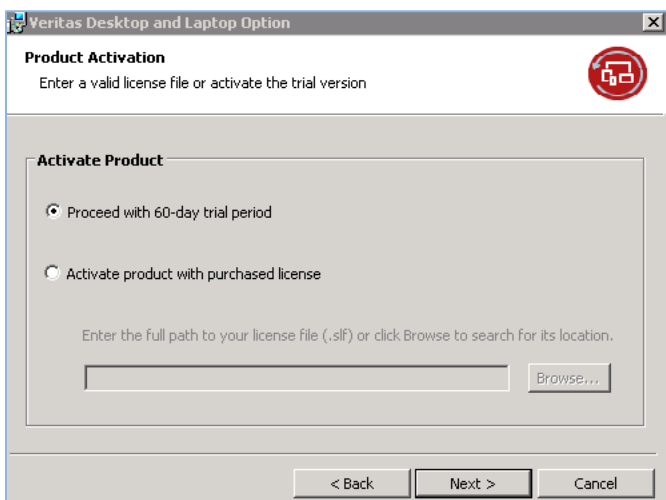 Veritas Desktop and Laptop Option
Product Activation
Enter a valid license file or activate the trial version
Activate Product
Proceed with 60-day trial period
Activate product with purchased license
Enter the full path to your license file (.slf) or click Browse to search for its location.
Browse...
< Back
Next >
Cancel